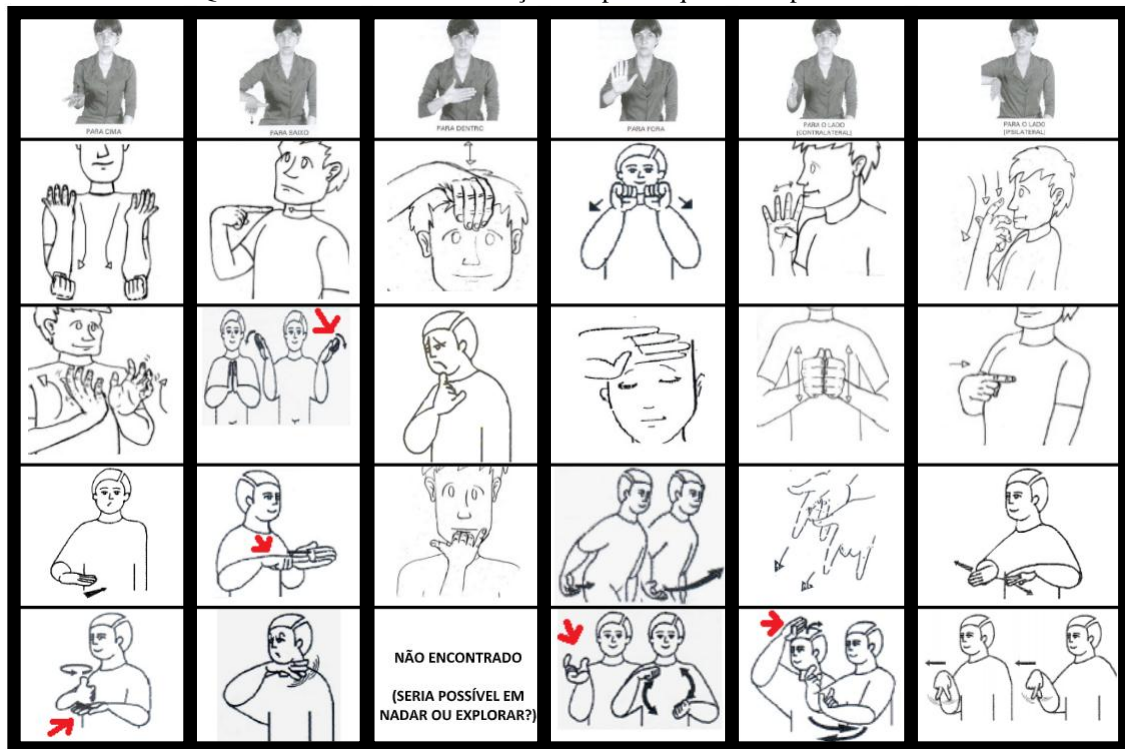 PARA CIMA
PARA BAIXO
PARA DENTRO
PARA FORA
PARA O LADO
(CONTRALATERAL)
PARA O LADO
(IPSILATERAL)
NÃO ENCONTRADO
(SERIA POSSÍVEL EM
NADAR OU EXPLORAR?)